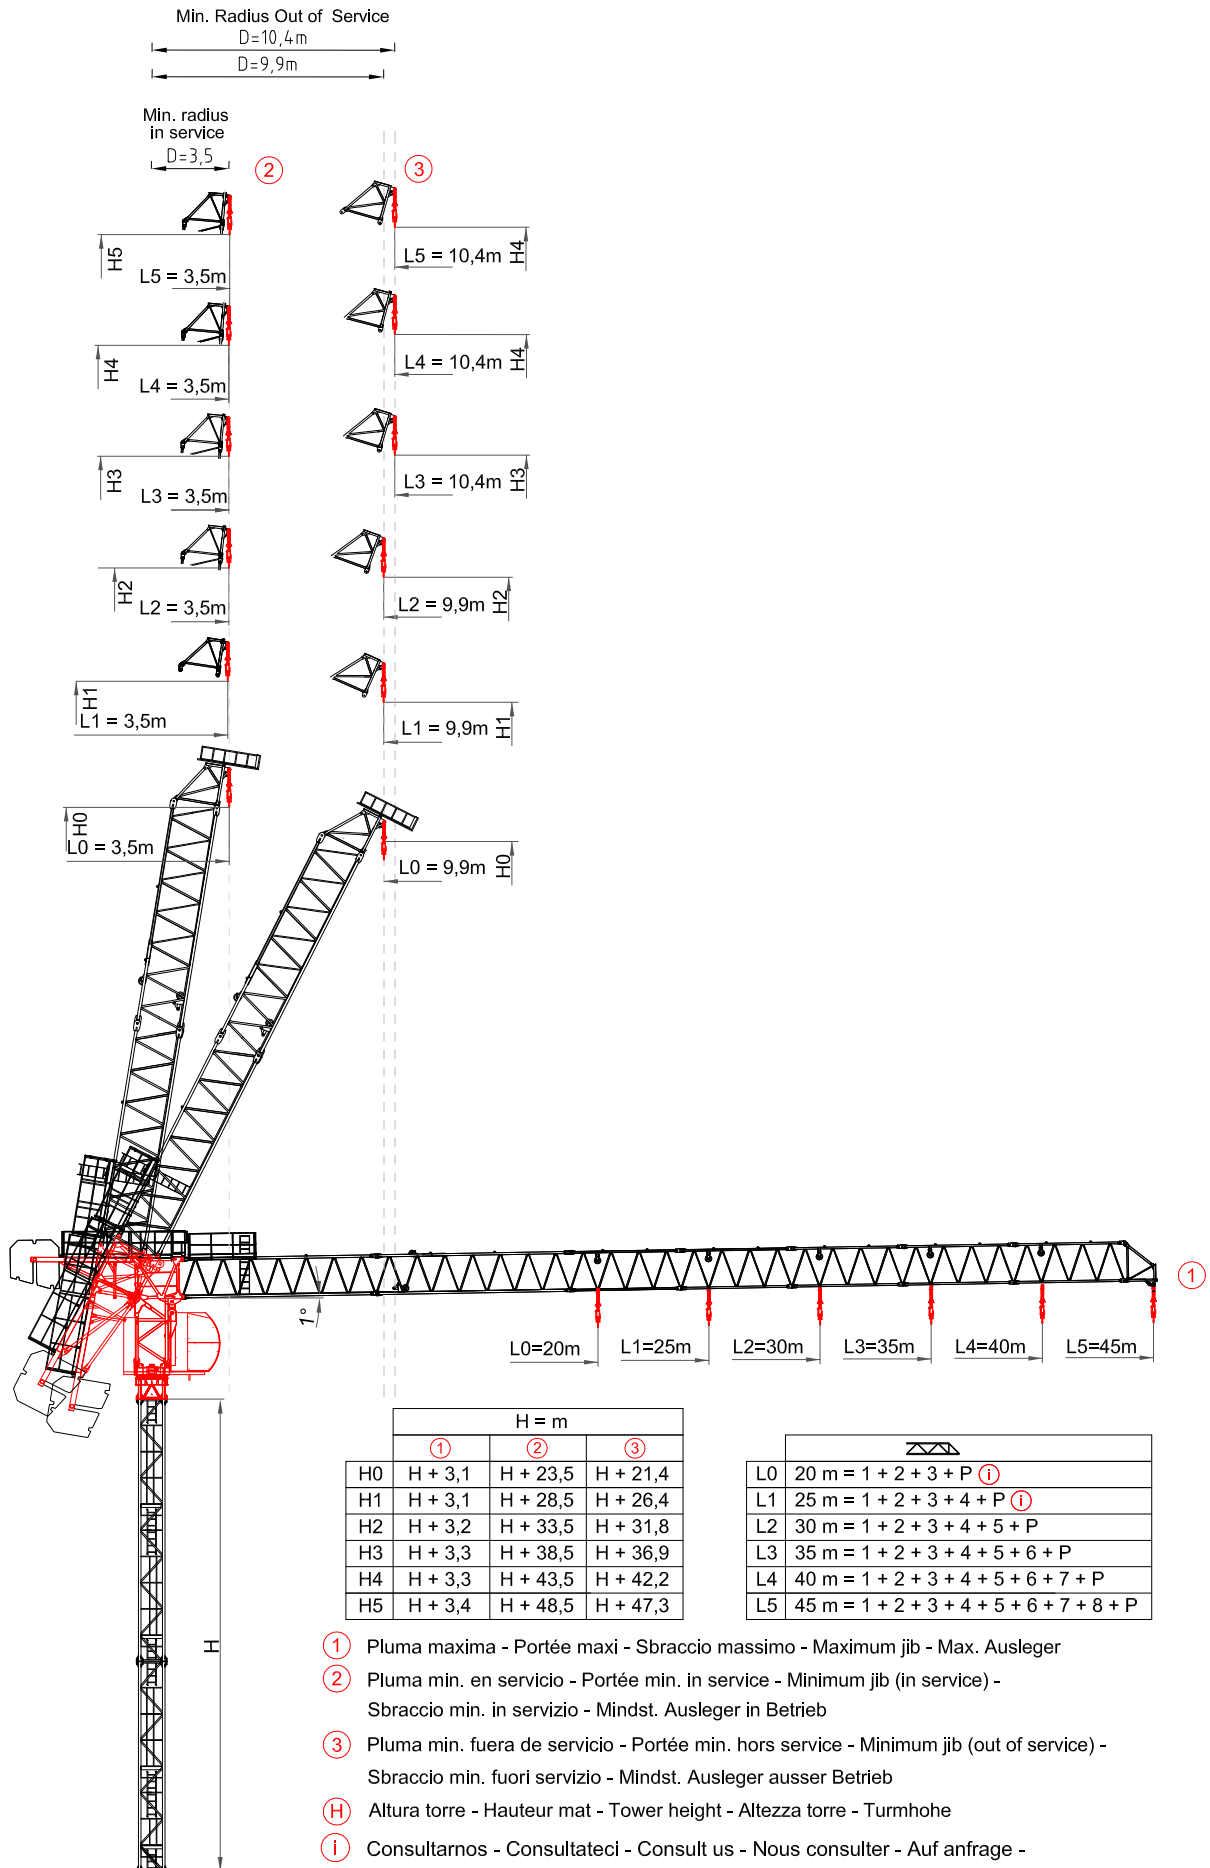 Min. Radius Out of Service
D=10,4m
D=9,9m
Min. radius
in service
D=3,5
2
3
H5
L5 = 3,5m
L5 = 10,4m
H4
H4
L4 = 3,5m
L4 = 10,4m
H4
H3
L3 = 3,5m
L3 = 10,4m
H3
H2
L2 = 3,5m
L2 = 9,9m
H2
H1
L1 = 3,5m
L1 = 9,9m
H1
H0
L0 = 3,5m
L0 = 9,9m
H0
1
1°
L0=20m
L1=25m
L2=30m
L3=35m
L4=40m
L5=45m
H
H = m
1 2 3
H0 H + 3,1 H + 23,5 H + 21,4
H1 H + 3,1 H + 28,5 H + 26,4
H2 H + 3,2 H + 33,5 H + 31,8
H3 H + 3,3 H + 38,5 H + 36,9
H4 H + 3,3 H + 43,5 H + 42,2
H5 H + 3,4 H + 48,5 H + 47,3
L0 20 m = 1 + 2 + 3 + P i
L1 25 m = 1 + 2 + 3 + 4 + P i
L2 30 m = 1 + 2 + 3 + 4 + 5 + P
L3 35 m = 1 + 2 + 3 + 4 + 5 + 6 + P
L4 40 m = 1 + 2 + 3 + 4 + 5 + 6 + 7 + P
L5 45 m = 1 + 2 + 3 + 4 + 5 + 6 + 7 + 8 + P
1 Pluma maxima - Portée maxi - Sbraccio massimo - Maximum jib - Max. Ausleger
2 Pluma min. en servicio - Portée min. in service - Minimum jib (in service) -
Sbraccio min. in servizio - Mindst. Ausleger in Betrieb
3 Pluma min. fuera de servicio - Portée min. hors service - Minimum jib (out of service) -
Sbraccio min. fuori servizio - Mindst. Ausleger ausser Betrieb
H Altura torre - Hauteur mat - Tower height - Altezza torre - Turmhohe
i Consultarnos - Consultateci - Consult us - Nous consulter - Auf anfrage -